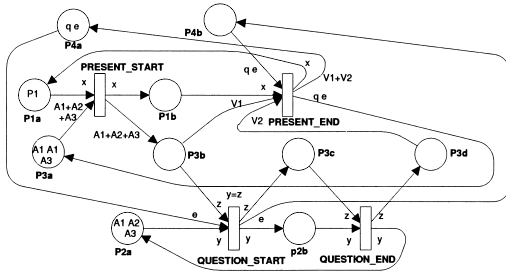 q e
P4a
P4b
q e
PRESENT_START
x
V1+V2
P1
x
x
x
q e
P1a
A1+A2
+A3
P1b
V1
PRESENT_END
V2
A1+A2+A3
A1 A1
A3
P3a
P3b
P3c
P3d
y=z
z
z
z
z
A1 A2
A3
e
e
y
y
y
y
P2a
p2b
QUESTION_START
QUESTION_END